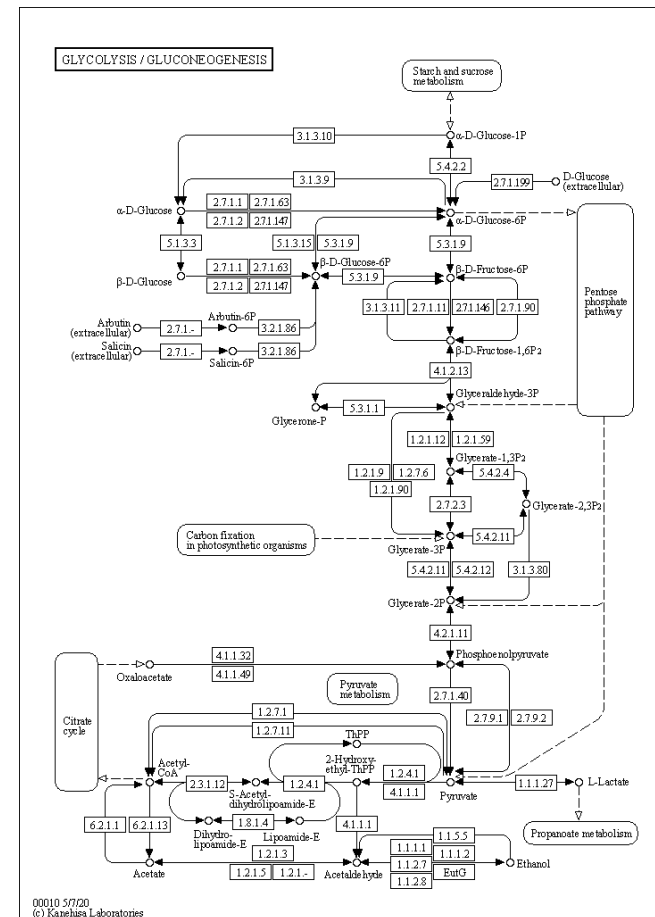 GLYCOLYSIS / GLUCONEOGENESIS
Starch and sucrose
metabolism
3.1.3.10
α-D-Glucose-1P
5.4.2.2
3.1.3.9
2.7.1.199
D-Glucose
(extracellular)
α-D-Glucose
2.7.1.1
2.7.1.63
2.7.1.2
2.7.1.147
α-D-Glucose-6P
5.1.3.3
5.1.3.15
5.3.1.9
5.3.1.9
β-D-Glucose-6P
β-D-Glucose
2.7.1.1
2.7.1.63
2.7.1.2
2.7.1.147
5.3.1.9
β-D-Fructose-6P
Pentose
phosphate
pathway
3.1.3.11
2.7.1.11
2.7.1.146
2.7.1.90
Arbutin
(extracellular)
2.7.1.-
Arbutin-6P
3.2.1.86
Salicin
(extracellular)
2.7.1.-
Salicin-6P
3.2.1.86
β-D-Fructose-1,6P2
4.1.2.13
Glyceraldehyde-3P
Glycerone-P
5.3.1.1
1.2.1.12
1.2.1.59
1.2.1.9
1.2.7.6
1.2.1.90
Glycerate-1,3P2
5.4.2.4
2.7.2.3
Glycerate-2,3P2
Carbon fixation
in photosynthetic organisms
Glycerate-3P
5.4.2.11
5.4.2.11
5.4.2.12
3.1.3.80
Glycerate-2P
4.2.1.11
4.1.1.32
4.1.1.49
Oxaloacetate
Phosphoenolpyruvate
Pyruvate
metabolism
2.7.1.40
Citrate
cycle
1.2.7.1
1.2.7.11
2.7.9.1
2.7.9.2
ThPP
Acetyl-
CoA
2.3.1.12
S-Acetyl-
dihydrolipoamide-E
1.2.4.1
2-Hydroxy-
ethyl-ThPP
1.2.4.1
4.1.1.1
Pyruvate
1.1.1.27
L-Lactate
6.2.1.1
6.2.1.13
Dihydro-
lipoamide-E
1.8.1.4
Lipoamide-E
4.1.1.1
Propanoate metabolism
Acetate
1.2.1.3
1.2.1.5
1.2.1.-
Acetaldehyde
1.1.5.5
1.1.1.1
1.1.1.2
1.1.2.7
EutG
1.1.2.8
Ethanol
00010 5/7/20
(c) Kanehisa Laboratories